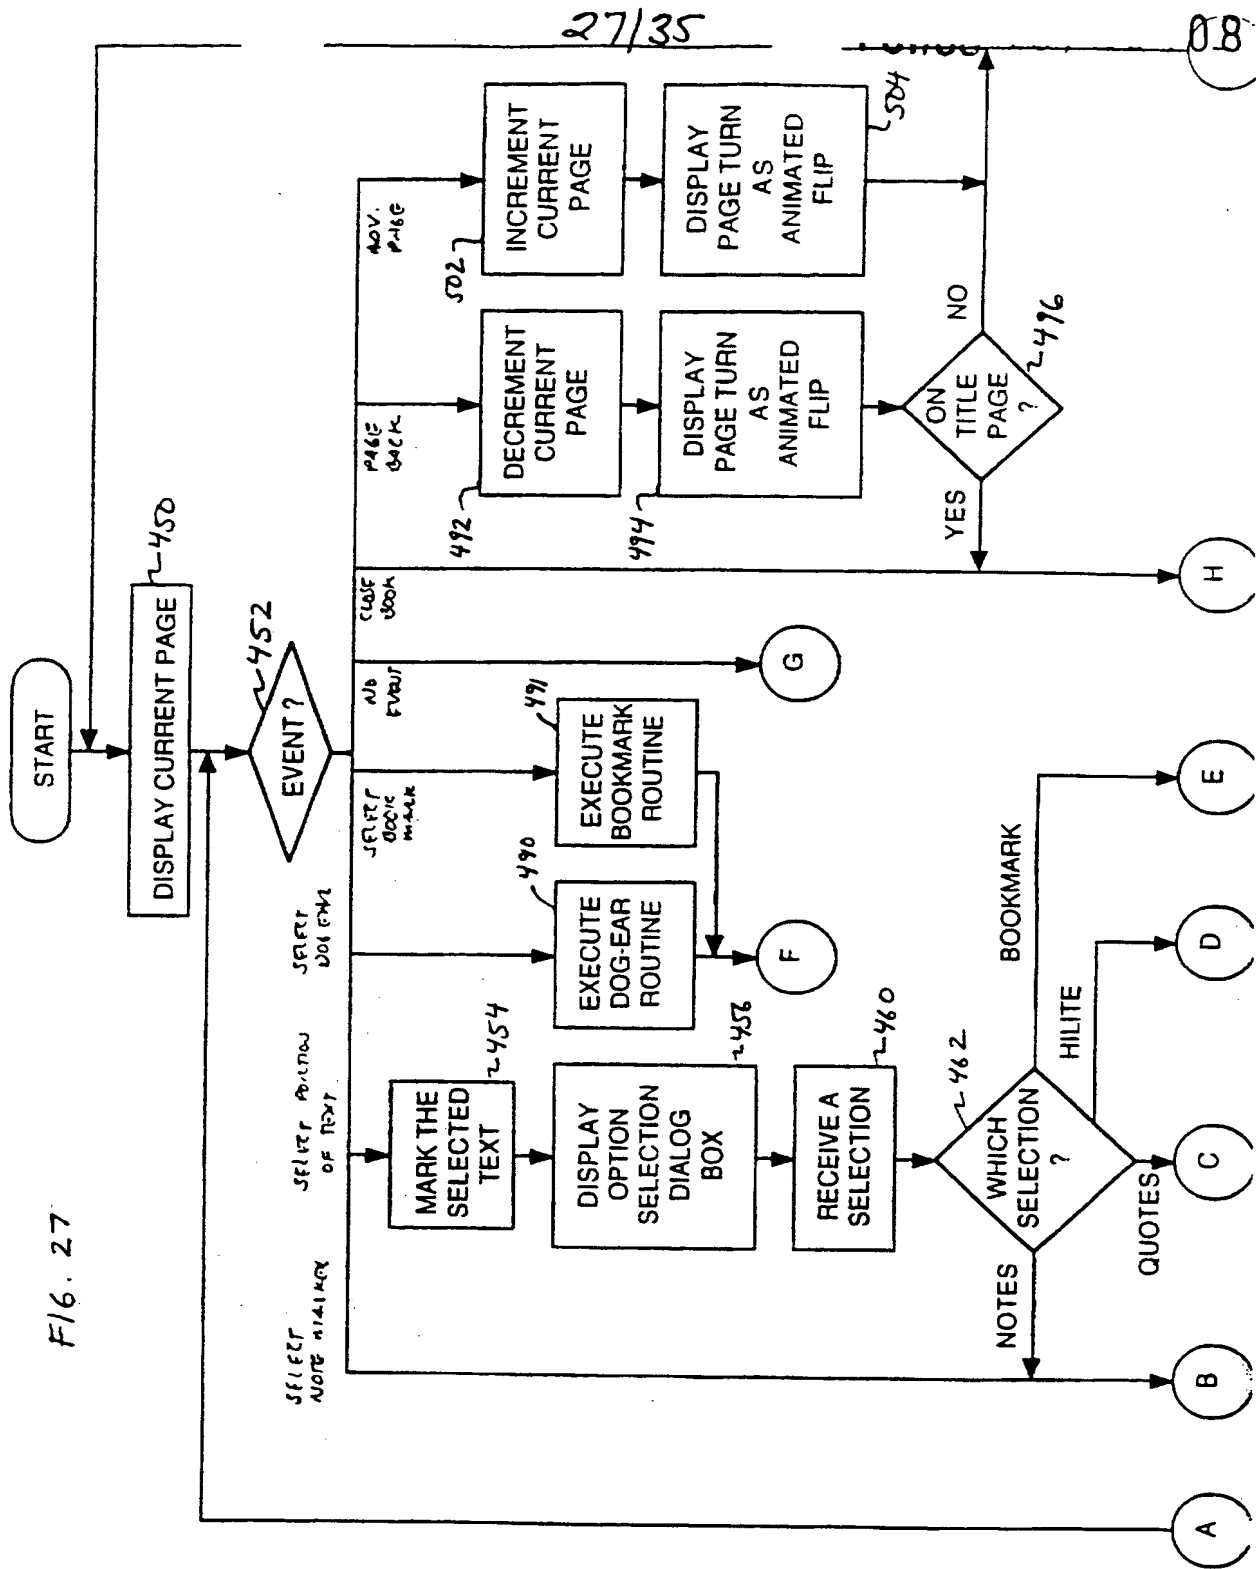 27/35
08
FIG. 27
START
DISPLAY CURRENT PAGE
450
EVENT ?
452
SELECT
NOTE MARKER
SELECT PORTION
OF TEXT
SELECT
DOG EAR
SELECT
BOOK
MARK
NO
EVENT
CLOSE
BOOK
PAGE
BACK
ADV.
PAGE
MARK THE
SELECTED
TEXT
454
DISPLAY
OPTION
SELECTION
DIALOG
BOX
456
RECEIVE A
SELECTION
460
WHICH
SELECTION
?
462
NOTES
QUOTES
HILITE
BOOKMARK
EXECUTE
DOG-EAR
ROUTINE
490
EXECUTE
BOOKMARK
ROUTINE
491
DECREMENT
CURRENT
PAGE
492
DISPLAY
PAGE TURN
AS
ANIMATED
FLIP
494
ON
TITLE
PAGE
?
496
YES
NO
INCREMENT
CURRENT
PAGE
502
DISPLAY
PAGE TURN
AS
ANIMATED
FLIP
504
F
G
A
B
C
D
E
H